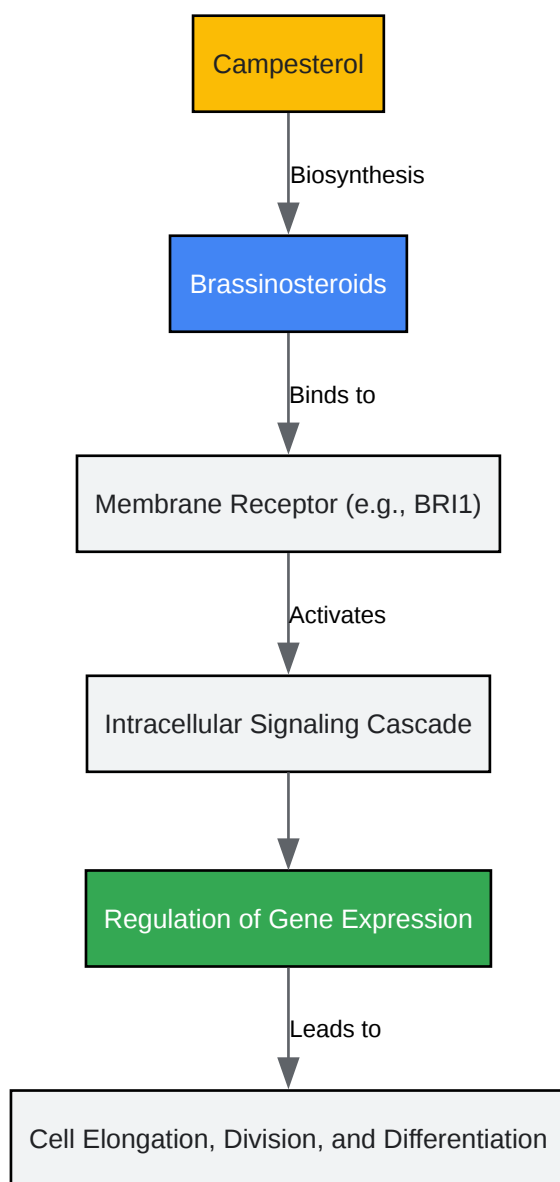 Campesterol
Biosynthesis
Brassinosteroids
Binds to
Membrane Receptor (e.g., BRI1)
Activates
Intracellular Signaling Cascade
Regulation of Gene Expression
Leads to
Cell Elongation, Division, and Differentiation